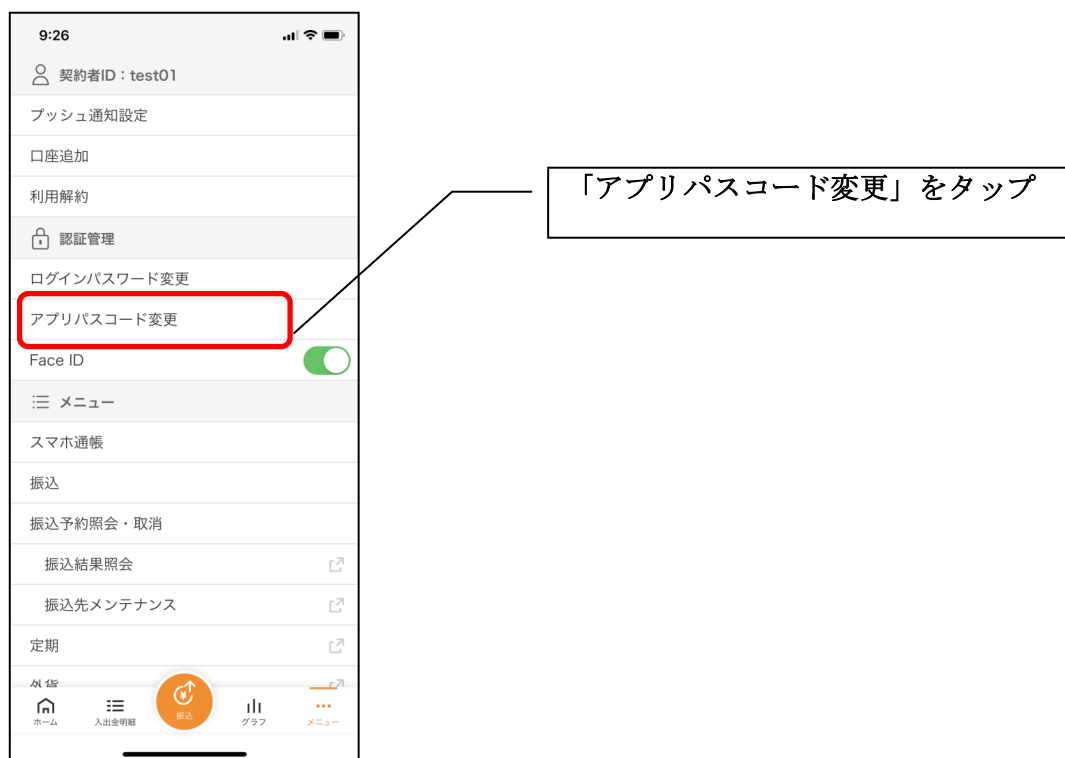 9:26
契約者ID：test01
プッシュ通知設定
口座追加
利用解約
認証管理
ログインパスワード変更
アプリパスコード変更
Face ID
メニュー
スマホ通帳
振込
振込予約照会・取消
振込結果照会
振込先メンテナンス
定期
外貨
ホーム
入出金明細
振込
グラフ
メニュー
「アプリパスコード変更」をタップ